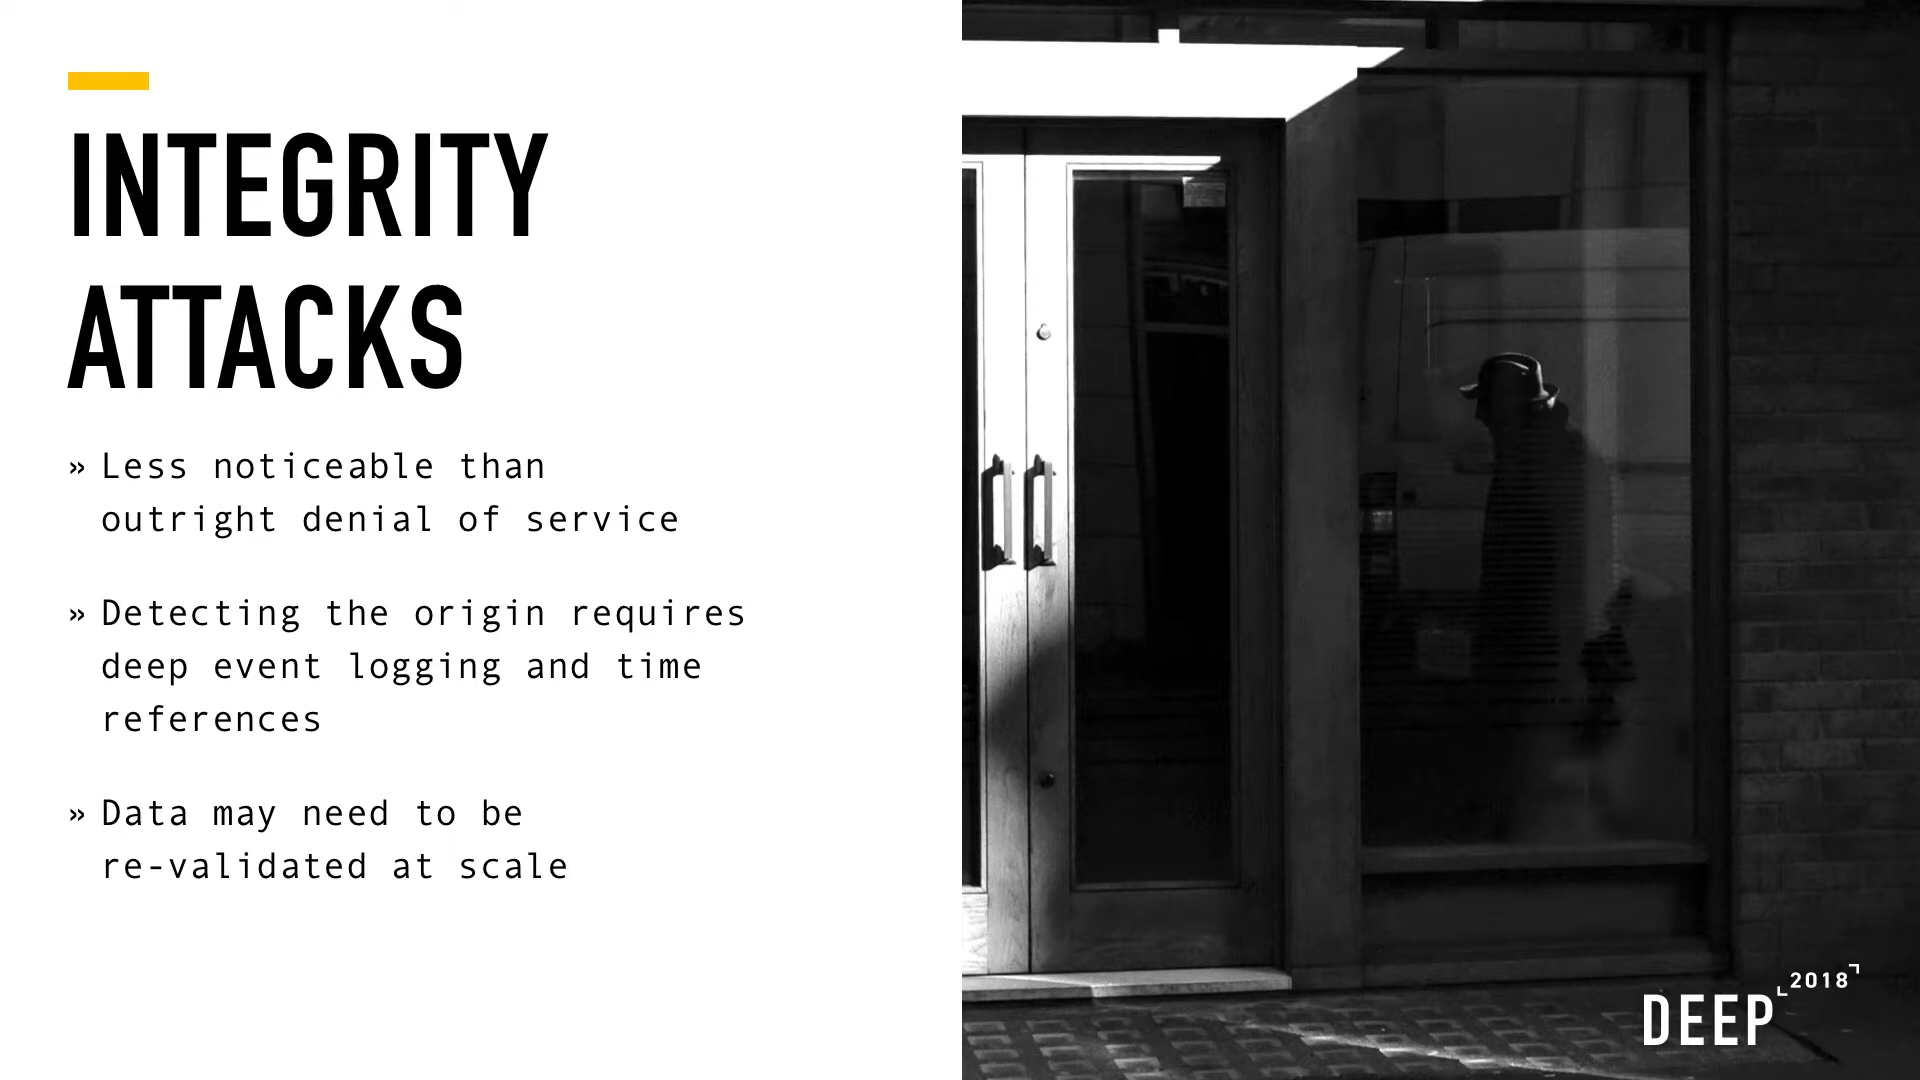 INTEGRITY
ATTACKS
» Less noticeable than
outright denial of service
» Detecting the origin requires
deep event logging and time
references
» Data may need to be
re-validated at scale
DEEP 2018